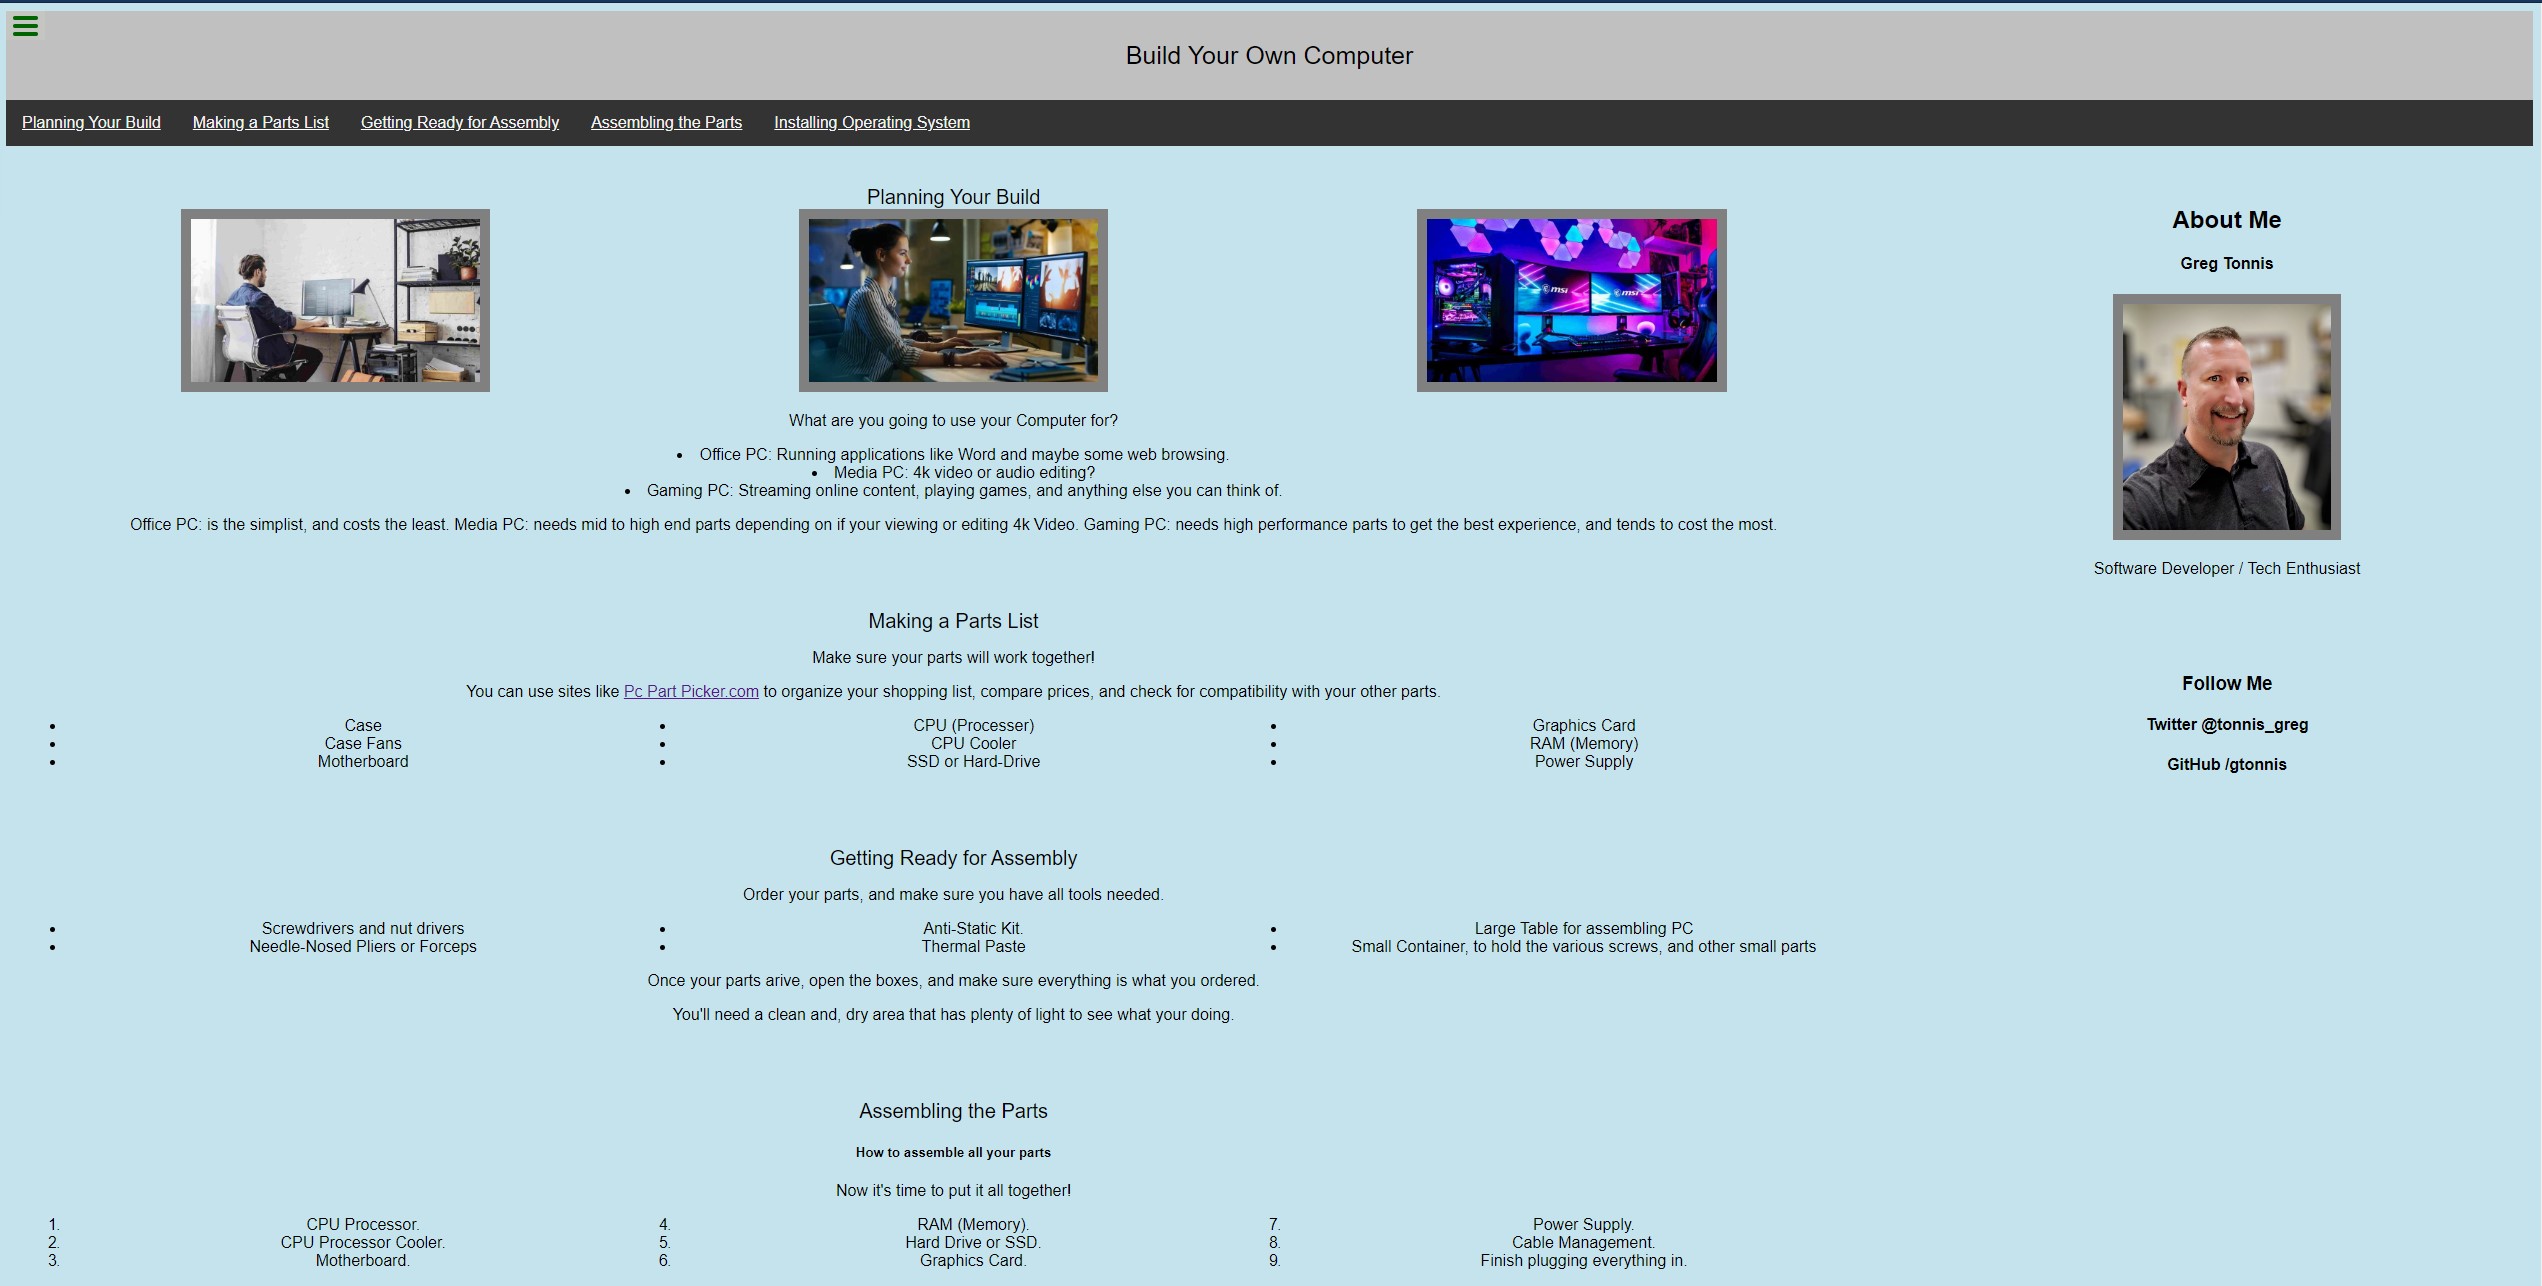 Build Your Own Computer
Planning Your Build Making a Parts List Getting Ready for Assembly Assembling the Parts Installing Operating System
Planning Your Build
msi msi
What are you going to use your Computer for?
• Office PC: Running applications like Word and maybe some web browsing.
• Media PC: 4k video or audio editing?
• Gaming PC: Streaming online content, playing games, and anything else you can think of.
Office PC: is the simplist, and costs the least. Media PC: needs mid to high end parts depending on if your viewing or editing 4k Video. Gaming PC: needs high performance parts to get the best experience, and tends to cost the most.
Making a Parts List
Make sure your parts will work together!
You can use sites like Pc Part Picker.com to organize your shopping list, compare prices, and check for compatibility with your other parts.
• Case
• Case Fans
• Motherboard
• CPU (Processer)
• CPU Cooler
• SSD or Hard-Drive
• Graphics Card
• RAM (Memory)
• Power Supply
Getting Ready for Assembly
Order your parts, and make sure you have all tools needed.
• Screwdrivers and nut drivers
• Needle-Nosed Pliers or Forceps
• Anti-Static Kit.
• Thermal Paste
• Large Table for assembling PC
• Small Container, to hold the various screws, and other small parts
Once your parts arive, open the boxes, and make sure everything is what you ordered.
You'll need a clean and, dry area that has plenty of light to see what your doing.
Assembling the Parts
How to assemble all your parts
Now it's time to put it all together!
1. CPU Processor.
2. CPU Processor Cooler.
3. Motherboard.
4. RAM (Memory).
5. Hard Drive or SSD.
6. Graphics Card.
7. Power Supply.
8. Cable Management.
9. Finish plugging everything in.
About Me
Greg Tonnis
Software Developer / Tech Enthusiast
Follow Me
Twitter @tonnis_greg
GitHub /gtonnis